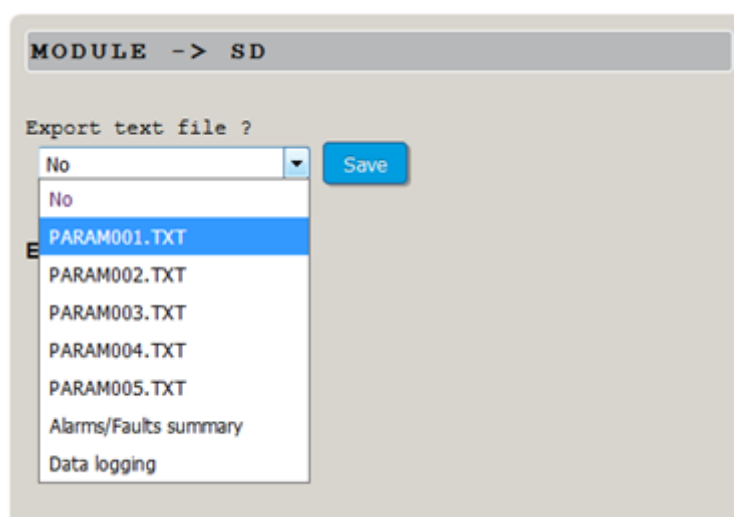 MODULE -> SD
Export text file ?
No
Save
No
PARAM001.TXT
E
PARAM002.TXT
PARAM003.TXT
PARAM004.TXT
PARAM005.TXT
Alarms/Faults summary
Data logging